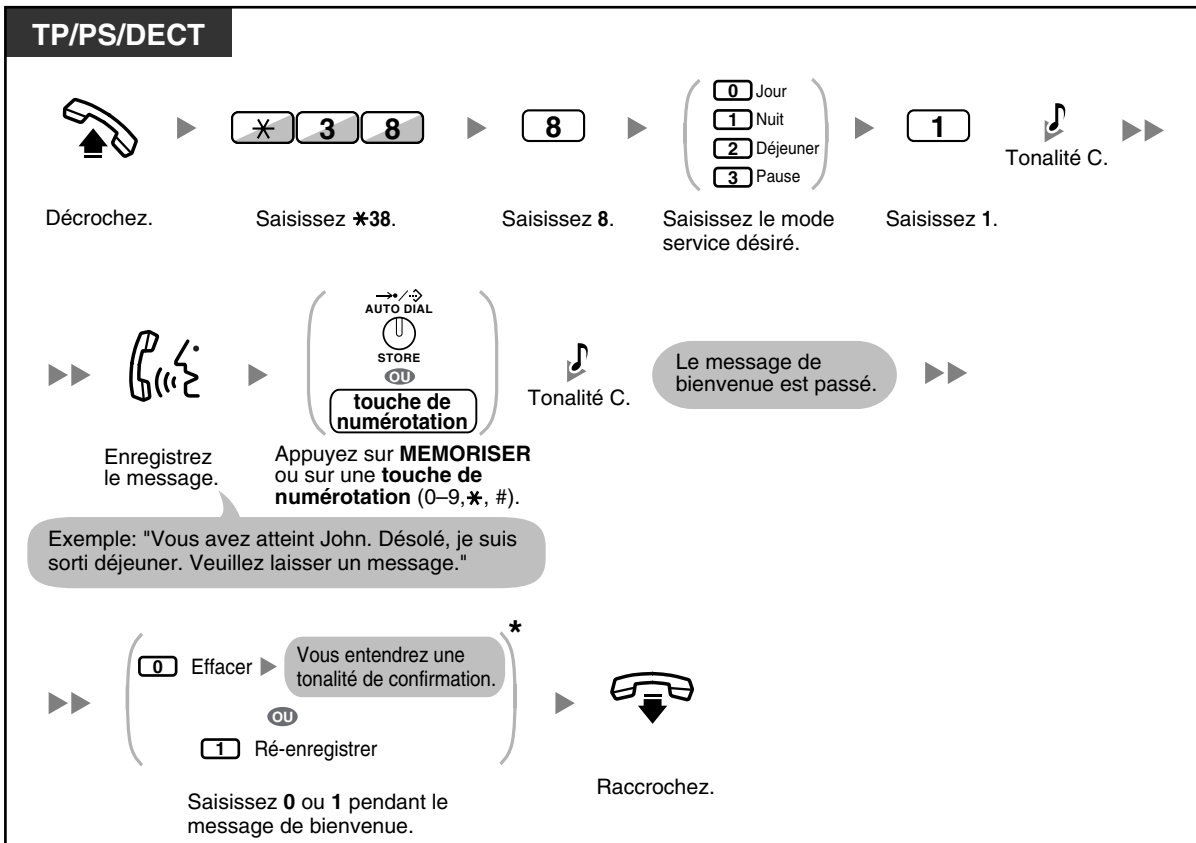 TP/PS/DECT
✳ 3 8
8
0 Jour
1 Nuit
2 Déjeuner
3 Pause
1
Tonalité C.
Décrochez.
Saisissez ✳38.
Saisissez 8.
Saisissez le mode
service désiré.
Saisissez 1.
AUTO DIAL
STORE
OU
touche de
numérotation
Tonalité C.
Le message de
bienvenue est passé.
Enregistrez
le message.
Appuyez sur MEMORISER
ou sur une touche de
numérotation (0–9,✳, #).
Exemple: "Vous avez atteint John. Désolé, je suis
sorti déjeuner. Veuillez laisser un message."
0 Effacer
Vous entendrez une
tonalité de confirmation.
*
OU
1 Ré-enregistrer
Saisissez 0 ou 1 pendant le
message de bienvenue.
Raccrochez.